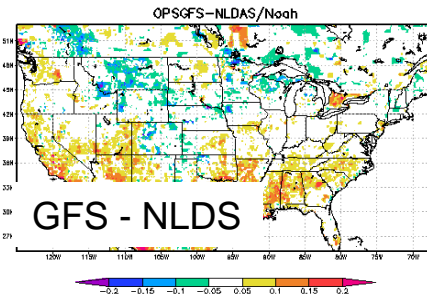 OPSGFS-NLDAS/Noah
51N
48N
45N
42N
39N
36N
33N
30N
27N
GFS - NLDS
120W 115W 110W 105W 100W 95W 90W 85W 80W 75W 70W
-0.2 -0.15 -0.1 -0.05 0.05 0.1 0.15 0.2